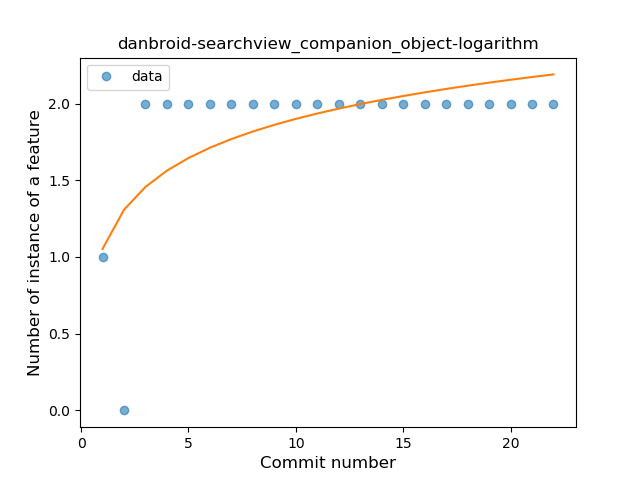 danbroid-searchview_companion_object-logarithm
data
Number of instance of a feature
2.0
1.5
1.0
0.5
0.0
0
5
10
15
20
Commit number